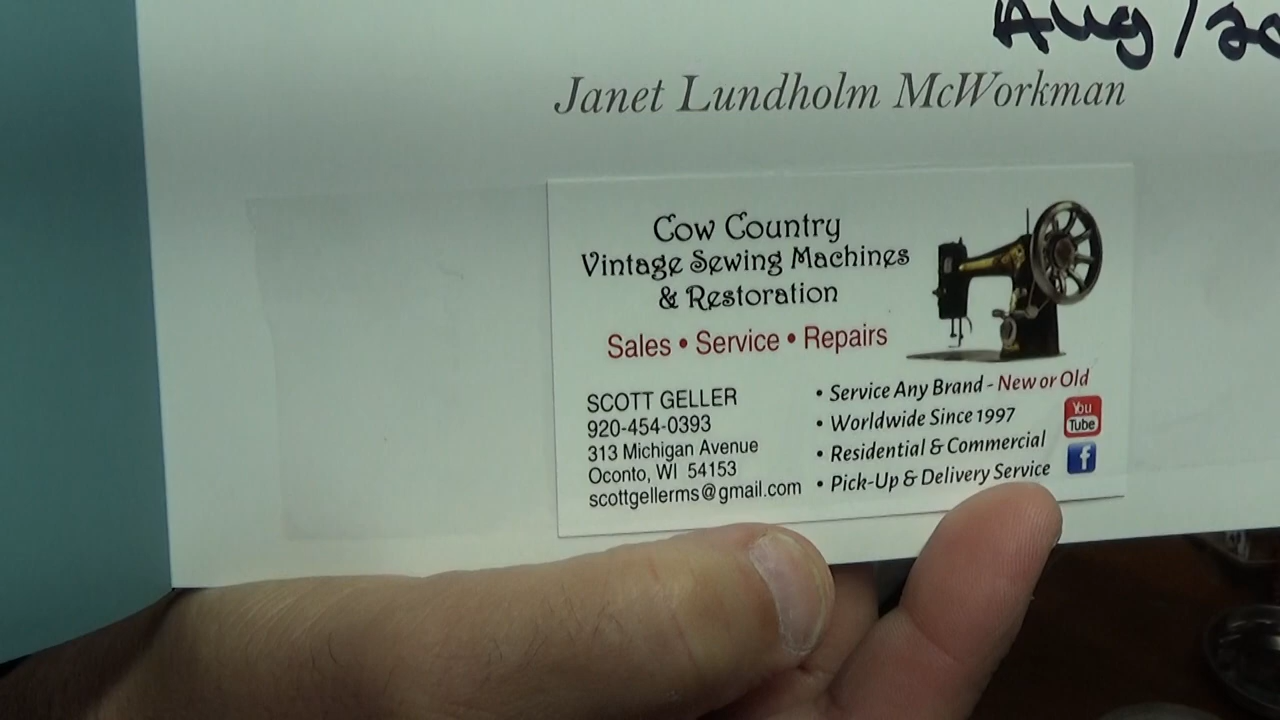 Aug/20
Janet Lundholm McWorkman
Cow Country
Vintage Sewing Machines
& Restoration
Sales • Service • Repairs
SCOTT GELLER
920-454-0393
313 Michigan Avenue
Oconto, WI 54153
scottgellerms@gmail.com
• Service Any Brand - New or Old
• Worldwide Since 1997
• Residential & Commercial
• Pick-Up & Delivery Service
You
Tube
f